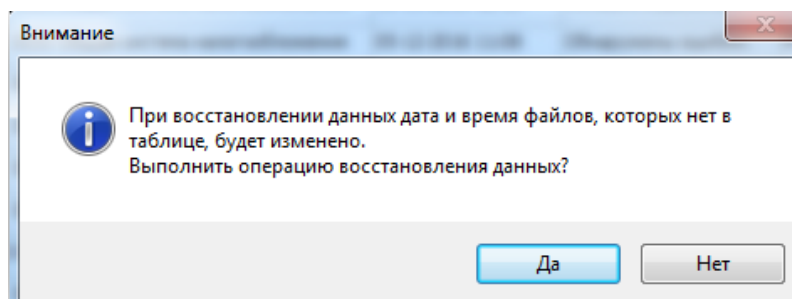 Внимание
При восстановлении данных дата и время файлов, которых нет в
таблице, будет изменено.
Выполнить операцию восстановления данных?
Да
Нет